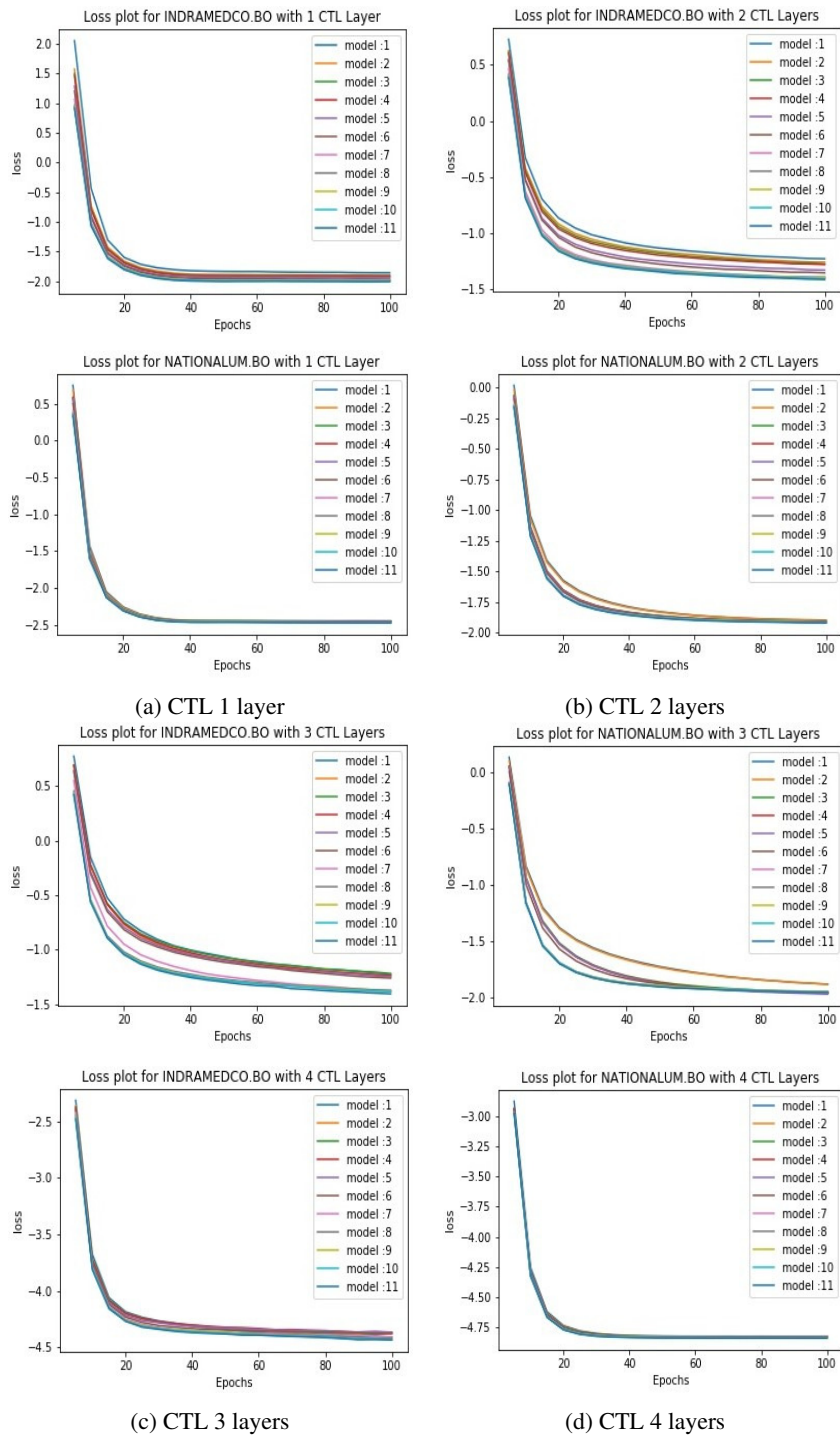 Loss plot for INDRAMEDCO.BO with 1 CTL Layer
2.0
1.5
1.0
0.5
0.0
−0.5
−1.0
−1.5
−2.0
loss
20
40
60
80
100
Epochs
model :1
model :2
model :3
model :4
model :5
model :6
model :7
model :8
model :9
model :10
model :11
Loss plot for INDRAMEDCO.BO with 2 CTL Layers
0.5
0.0
−0.5
−1.0
−1.5
loss
20
40
60
80
100
Epochs
model :1
model :2
model :3
model :4
model :5
model :6
model :7
model :8
model :9
model :10
model :11
Loss plot for NATIONALUM.BO with 1 CTL Layer
0.5
0.0
−0.5
−1.0
−1.5
−2.0
−2.5
loss
20
40
60
80
100
Epochs
model :1
model :2
model :3
model :4
model :5
model :6
model :7
model :8
model :9
model :10
model :11
Loss plot for NATIONALUM.BO with 2 CTL Layers
0.00
−0.25
−0.50
−0.75
−1.00
−1.25
−1.50
−1.75
−2.00
loss
20
40
60
80
100
Epochs
model :1
model :2
model :3
model :4
model :5
model :6
model :7
model :8
model :9
model :10
model :11
(a) CTL 1 layer
(b) CTL 2 layers
Loss plot for INDRAMEDCO.BO with 3 CTL Layers
0.5
0.0
−0.5
−1.0
−1.5
loss
20
40
60
80
100
Epochs
model :1
model :2
model :3
model :4
model :5
model :6
model :7
model :8
model :9
model :10
model :11
Loss plot for NATIONALUM.BO with 3 CTL Layers
0.0
−0.5
−1.0
−1.5
−2.0
loss
20
40
60
80
100
Epochs
model :1
model :2
model :3
model :4
model :5
model :6
model :7
model :8
model :9
model :10
model :11
Loss plot for INDRAMEDCO.BO with 4 CTL Layers
−2.5
−3.0
−3.5
−4.0
−4.5
loss
20
40
60
80
100
Epochs
model :1
model :2
model :3
model :4
model :5
model :6
model :7
model :8
model :9
model :10
model :11
Loss plot for NATIONALUM.BO with 4 CTL Layers
−3.00
−3.25
−3.50
−3.75
−4.00
−4.25
−4.50
−4.75
loss
20
40
60
80
100
Epochs
model :1
model :2
model :3
model :4
model :5
model :6
model :7
model :8
model :9
model :10
model :11
(c) CTL 3 layers
(d) CTL 4 layers